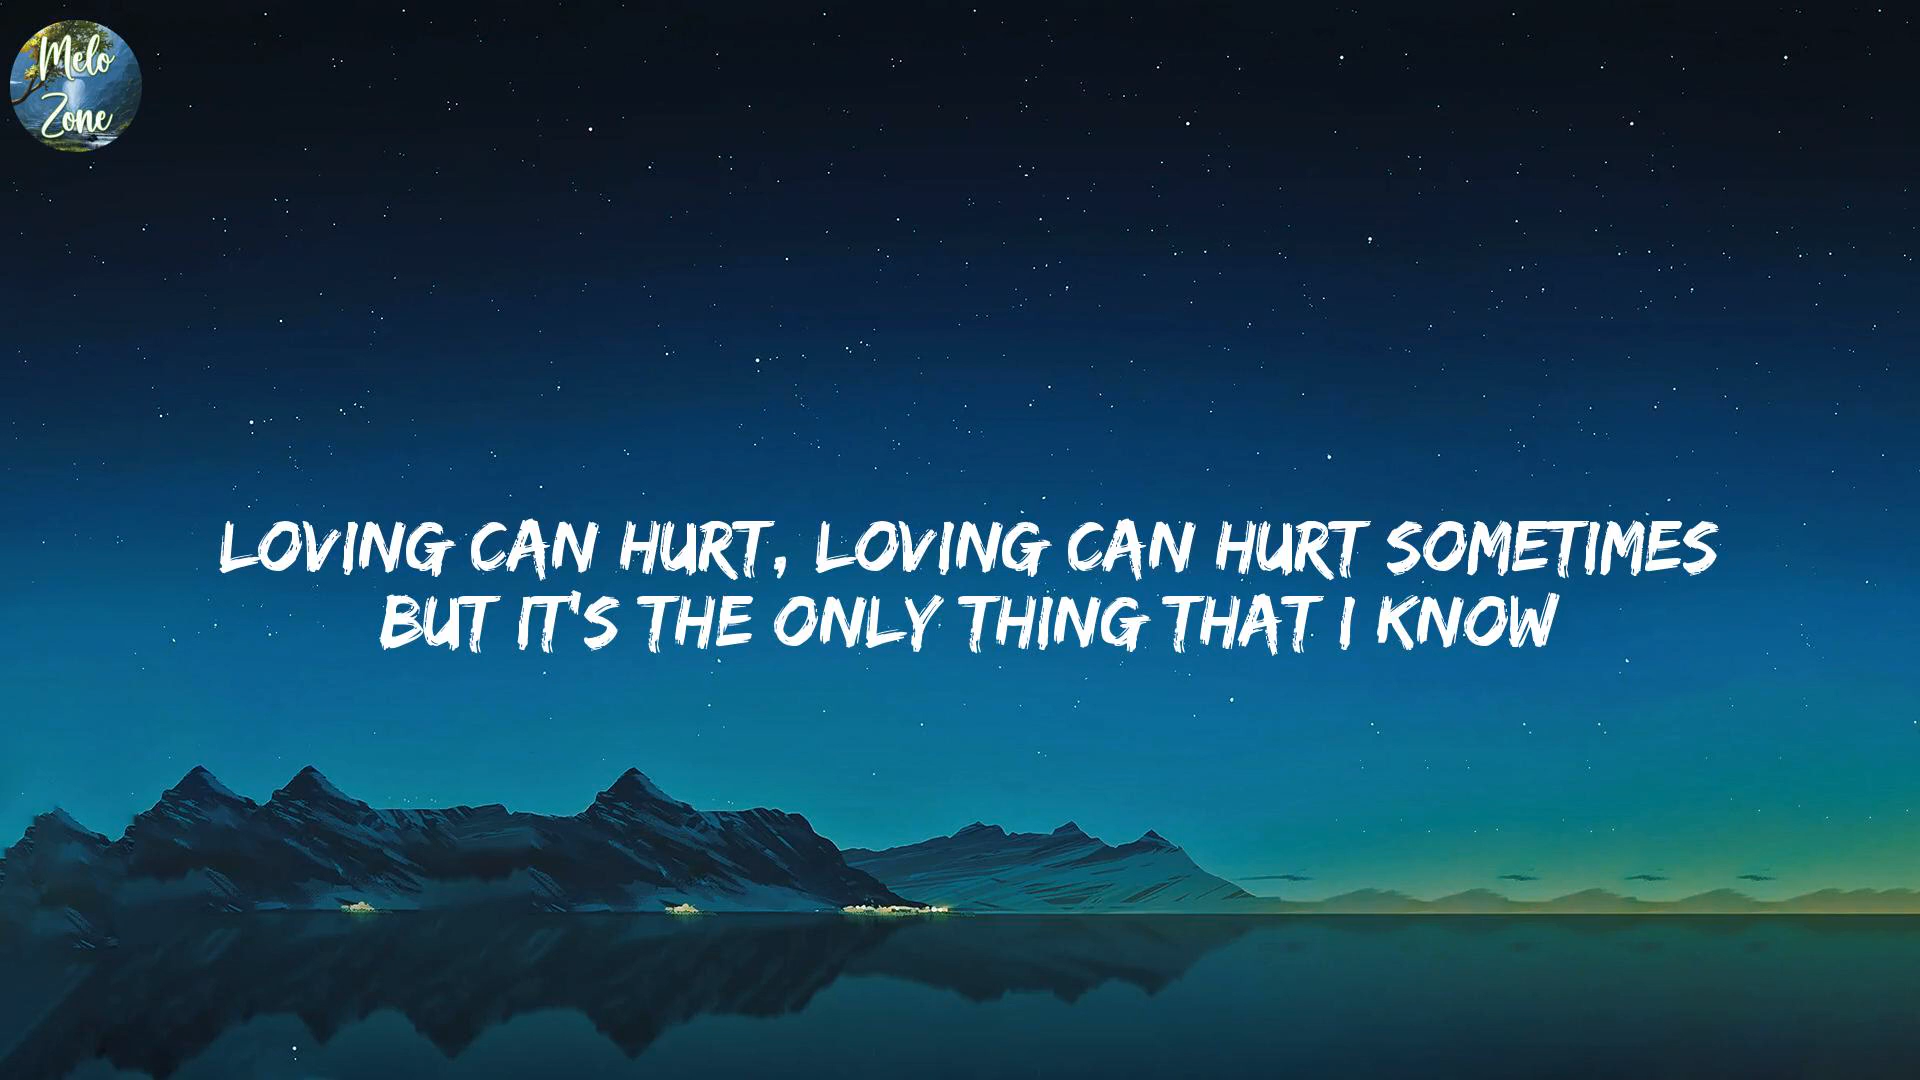 Melo
Zone
LOVING CAN HURT, LOVING CAN HURT SOMETIMES
BUT IT'S THE ONLY THING THAT I KNOW